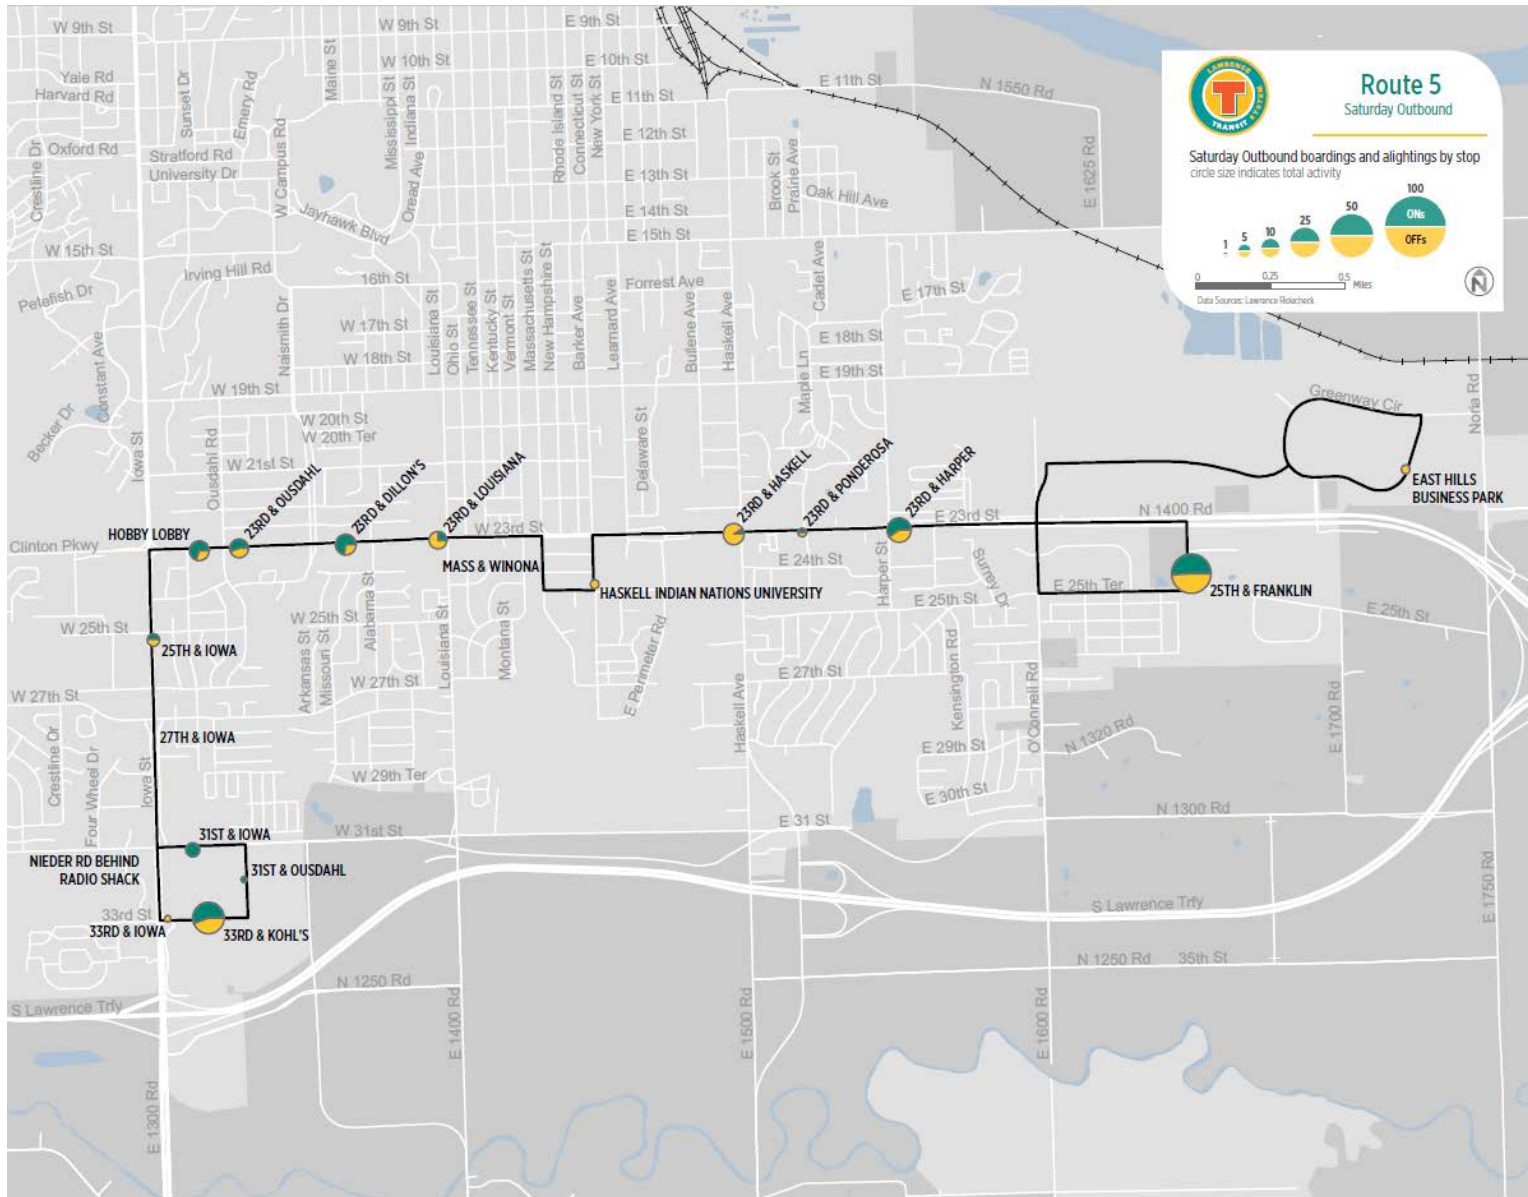 LAWRENCE
T
TRANSIT SYSTEM
Route 5
Saturday Outbound
Saturday Outbound boardings and alightings by stop
circle size indicates total activity
1
5
10
25
50
100
ONs
OFFs
0
0.25
0.5
Miles
N
Data Sources: Lawrence Ridecheck
W 9th St
W 9th St
E 9th St
Yale Rd
Harvard Rd
Sunset Dr
Emery Rd
Maine St
W 10th St
E 10th St
E 11th St
E 11th St
N 1550 Rd
Mississippi St
Indiana St
Rhode Island St
Connecticut St
New York St
E 12th St
Crestline Dr
Oxford Rd
Stratford Rd
University Dr
W Campus Rd
Oread Ave
E 13th St
Brook St
Prairie Ave
Oak Hill Ave
E 1625 Rd
Jayhawk Blvd
E 14th St
E 15th St
W 15th St
Irving Hill Rd
16th St
Petefish Dr
Forrest Ave
Cadet Ave
E 17th St
Constant Ave
Naismith Dr
W 17th St
W 18th St
Louisiana St
Ohio St
Tennessee St
Kentucky St
Vermont St
Massachusetts St
New Hampshire St
Barker Ave
Learnard Ave
Bullene Ave
Haskell Ave
Maple Ln
E 18th St
E 19th St
W 19th St
Becker Dr
Iowa St
Ousdahl Rd
W 20th St
W 20th Ter
W 21st St
Delaware St
Greenway Cir
Noria Rd
HOBBY LOBBY
23RD & OUSDAHL
23RD & DILLON'S
23RD & LOUISIANA
W 23rd St
23RD & HASKELL
23RD & PONDEROSA
23RD & HARPER
E 23rd St
N 1400 Rd
EAST HILLS
BUSINESS PARK
Clinton Pkwy
MASS & WINONA
HASKELL INDIAN NATIONS UNIVERSITY
E 24th St
Harper St
Surrey Dr
E 25th Ter
25TH & FRANKLIN
E 25th St
E 25th St
W 25th St
25TH & IOWA
W 25th St
Alabama St
Arkansas St
Missouri St
Louisiana St
Montana St
E Perimeter Rd
W 27th St
W 27th St
E 27th St
Haskell Ave
Kensington Rd
O'Connell Rd
N 1320 Rd
E 1700 Rd
27TH & IOWA
Crestline Dr
Four Wheel Dr
Iowa St
W 29th Ter
E 29th St
E 30th St
N 1300 Rd
31ST & IOWA
W 31st St
E 31 St
NIEDER RD BEHIND
RADIO SHACK
31ST & OUSDAHL
33rd St
33RD & IOWA
33RD & KOHL'S
S Lawrence Trfy
E 1750 Rd
N 1250 Rd
35th St
N 1250 Rd
S Lawrence Trfy
E 1300 Rd
E 1400 Rd
E 1500 Rd
E 1600 Rd